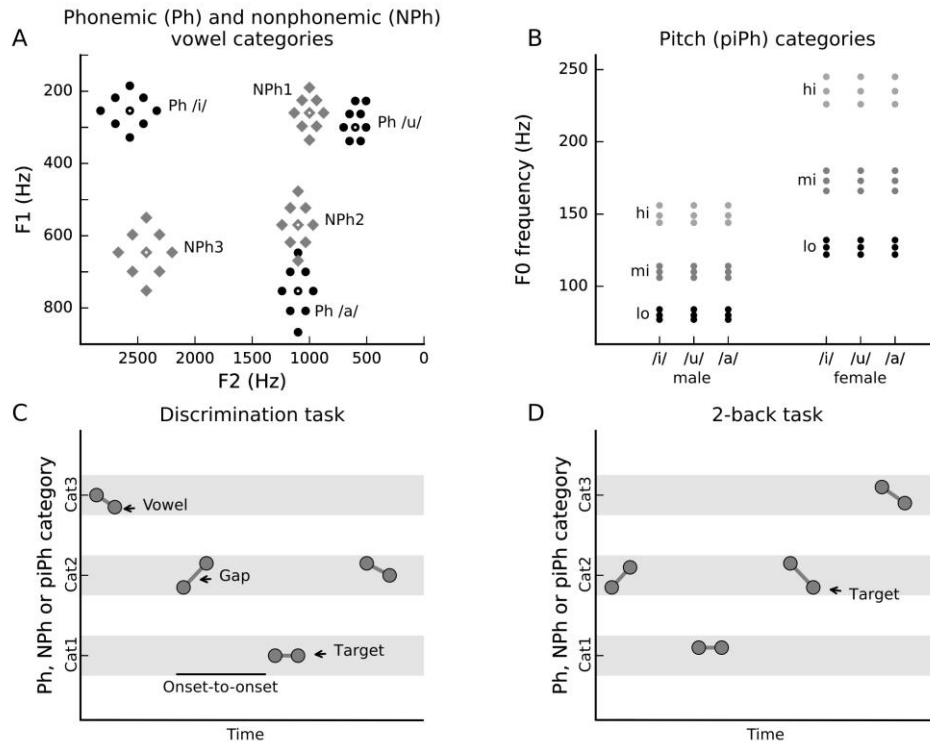 A
Phonemic (Ph) and nonphonemic (NPh)
vowel categories
200
400
600
800
F1 (Hz)
2500
2000
1500
1000
500
0
F2 (Hz)
Ph /i/
NPh1
Ph /u/
NPh3
NPh2
Ph /a/
B
Pitch (piPh) categories
250
200
150
100
F0 frequency (Hz)
hi
mi
lo
hi
mi
lo
/i/ /u/ /a/
male
/i/ /u/ /a/
female
C
Discrimination task
Ph, NPh or piPh category
Cat3
Cat2
Cat1
Vowel
Gap
Target
Onset-to-onset
Time
D
2-back task
Ph, NPh or piPh category
Cat3
Cat2
Cat1
Target
Time